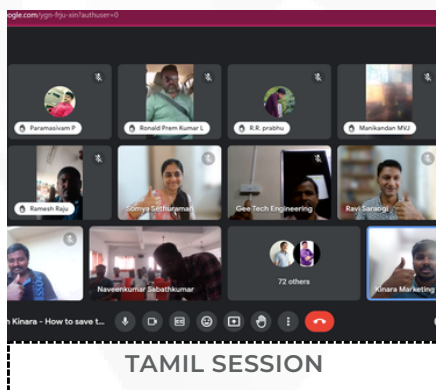 ogle.com/ygn-frju-xin?authuser=0
Paramasivam P
Ronald Prem Kumar L
R.R. prabhu
Manikandan MVJ
Ramesh Raju
Somya Sethuraman
Gee Tech Engineering
Ravi Sarangi
Naveenkumar Sabathkumar
72 others
Kinara Marketing
n Kinara - How to save t...
TAMIL SESSION